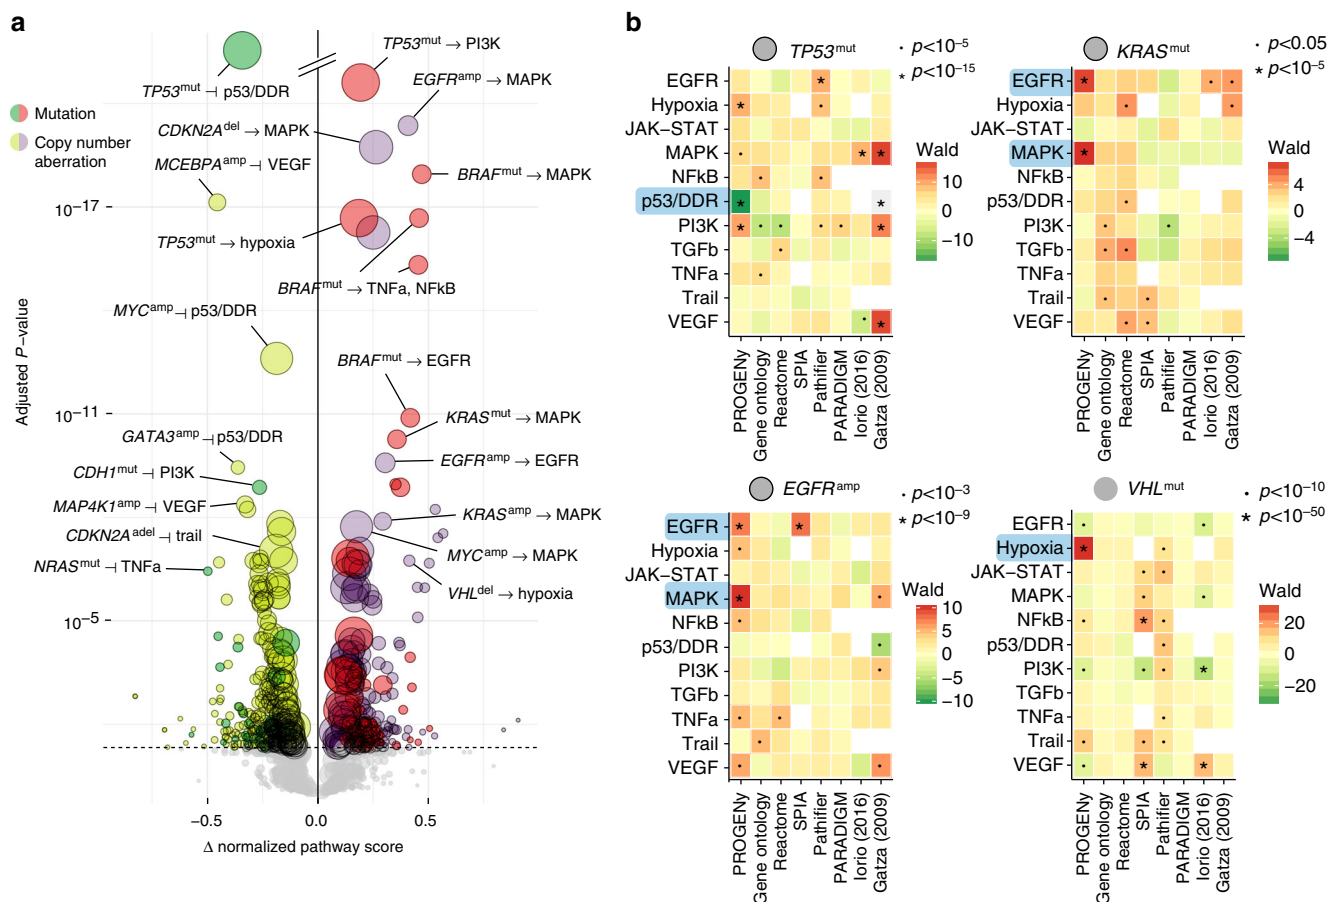 a
Mutation
Copy number
aberration
TP53mut ⊣ p53/DDR
TP53mut → PI3K
EGFRamp → MAPK
CDKN2Adel → MAPK
MCEBPAamp ⊣ VEGF
BRAFmut → MAPK
TP53mut → hypoxia
BRAFmut → TNFa, NFkB
MYCamp ⊣ p53/DDR
BRAFmut → EGFR
KRASmut → MAPK
GATA3amp ⊣ p53/DDR
EGFRamp → EGFR
CDH1mut ⊣ PI3K
MAP4K1amp ⊣ VEGF
KRASamp → MAPK
CDKN2Aadel ⊣ trail
MYCamp → MAPK
NRASmut ⊣ TNFa
VHLdel → hypoxia
Adjusted P-value
10−17
10−11
10−5
−0.5
0.0
0.5
Δ normalized pathway score
b
TP53mut
• p<10−5
* p<10−15
EGFR
Hypoxia
JAK−STAT
MAPK
NFkB
p53/DDR
PI3K
TGFb
TNFa
Trail
VEGF
Wald
10
0
−10
PROGENy
Gene ontology
Reactome
SPIA
Pathifier
PARADIGM
Iorio (2016)
Gatza (2009)
KRASmut
• p<0.05
* p<10−5
EGFR
Hypoxia
JAK−STAT
MAPK
NFkB
p53/DDR
PI3K
TGFb
TNFa
Trail
VEGF
Wald
4
0
−4
PROGENy
Gene ontology
Reactome
SPIA
Pathifier
PARADIGM
Iorio (2016)
Gatza (2009)
EGFRamp
• p<10−3
* p<10−9
EGFR
Hypoxia
JAK−STAT
MAPK
NFkB
p53/DDR
PI3K
TGFb
TNFa
Trail
VEGF
Wald
10
5
0
−5
−10
PROGENy
Gene ontology
Reactome
SPIA
Pathifier
PARADIGM
Iorio (2016)
Gatza (2009)
VHLmut
• p<10−10
* p<10−50
EGFR
Hypoxia
JAK−STAT
MAPK
NFkB
p53/DDR
PI3K
TGFb
TNFa
Trail
VEGF
Wald
20
0
−20
PROGENy
Gene ontology
Reactome
SPIA
Pathifier
PARADIGM
Iorio (2016)
Gatza (2009)